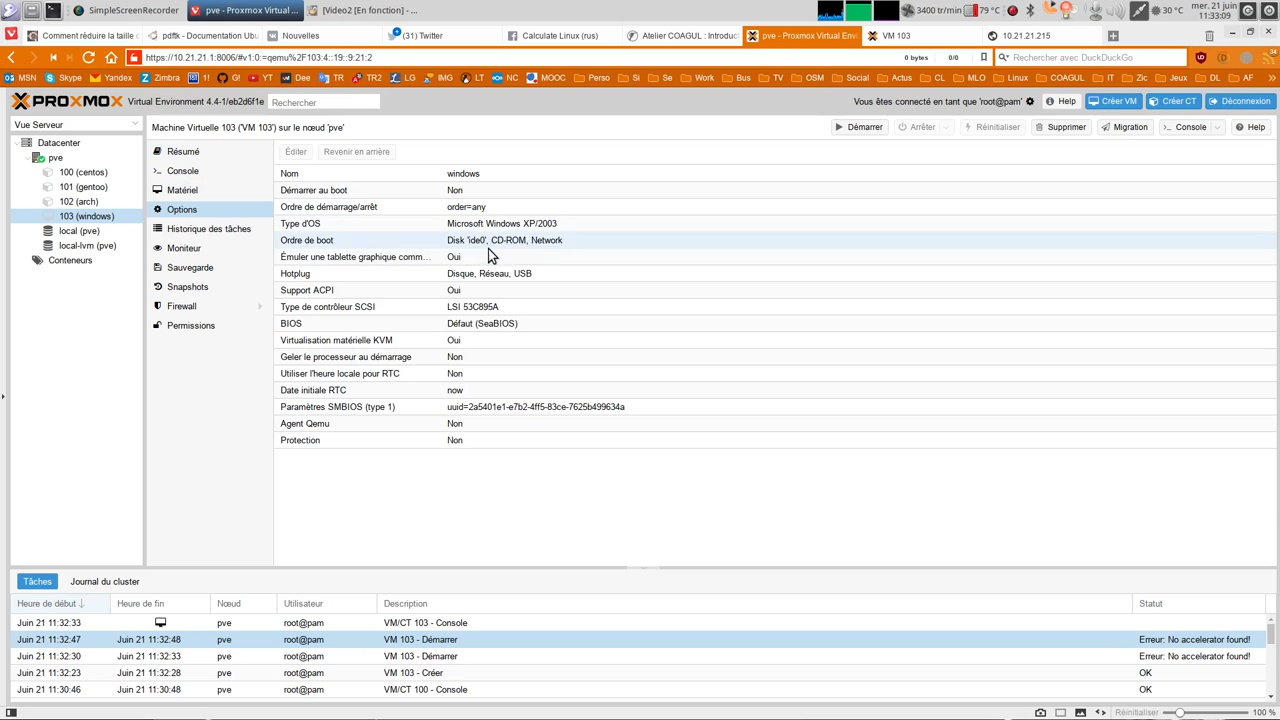 SimpleScreenRecorder
pve - Proxmox Virtual ...
[Video2 [En fonction] - ...
3400 tr/min
79 °C
30 °C
mer. 21 juin
11:33:09
Comment réduire la taille d
pdftk - Documentation Ubu
Nouvelles
(31) Twitter
Calculate Linux (rus)
Atelier COAGUL : Introduct
pve - Proxmox Virtual Envi
VM 103
10.21.21.215
https://10.21.21.1:8006/#v1:0:=qemu%2F103:4::19::9:21:2
0 bytes
0/0
Rechercher avec DuckDuckGo
MSN
Skype
Yandex
Zimbra
1!
G!
YT
Dee
TR
TR2
LG
IMG
LT
NC
MOOC
Perso
Si
Se
Work
Bus
TV
OSM
Social
Actus
CL
MLO
Linux
COAGUL
IT
Zic
Jeux
DL
AF
PROXMOX
Virtual Environment 4.4-1/eb2d6f1e
Rechercher
Vous êtes connecté en tant que 'root@pam'
Help
Créer VM
Créer CT
Déconnexion
Vue Serveur
Machine Virtuelle 103 ('VM 103') sur le nœud 'pve'
Démarrer
Arrêter
Réinitialiser
Supprimer
Migration
Console
Help
Datacenter
pve
100 (centos)
101 (gentoo)
102 (arch)
103 (windows)
local (pve)
local-lvm (pve)
Conteneurs
Résumé
Console
Matériel
Options
Historique des tâches
Moniteur
Sauvegarde
Snapshots
Firewall
Permissions
Éditer
Revenir en arrière
Nom windows
Démarrer au boot Non
Ordre de démarrage/arrêt order=any
Type d'OS Microsoft Windows XP/2003
Ordre de boot Disk 'ide0', CD-ROM, Network
Émuler une tablette graphique comm... Oui
Hotplug Disque, Réseau, USB
Support ACPI Oui
Type de contrôleur SCSI LSI 53C895A
BIOS Défaut (SeaBIOS)
Virtualisation matérielle KVM Oui
Geler le processeur au démarrage Non
Utiliser l'heure locale pour RTC Non
Date initiale RTC now
Paramètres SMBIOS (type 1) uuid=2a5401e1-e7b2-4ff5-83ce-7625b499634a
Agent Qemu Non
Protection Non
Tâches
Journal du cluster
Heure de début Heure de fin Nœud Utilisateur Description Statut
Juin 21 11:32:33 pve root@pam VM/CT 103 - Console
Juin 21 11:32:47 Juin 21 11:32:48 pve root@pam VM 103 - Démarrer Erreur: No accelerator found!
Juin 21 11:32:30 Juin 21 11:32:33 pve root@pam VM 103 - Démarrer Erreur: No accelerator found!
Juin 21 11:32:23 Juin 21 11:32:28 pve root@pam VM 103 - Créer OK
Juin 21 11:30:46 Juin 21 11:30:48 pve root@pam VM/CT 100 - Console OK
Réinitialiser
100 %